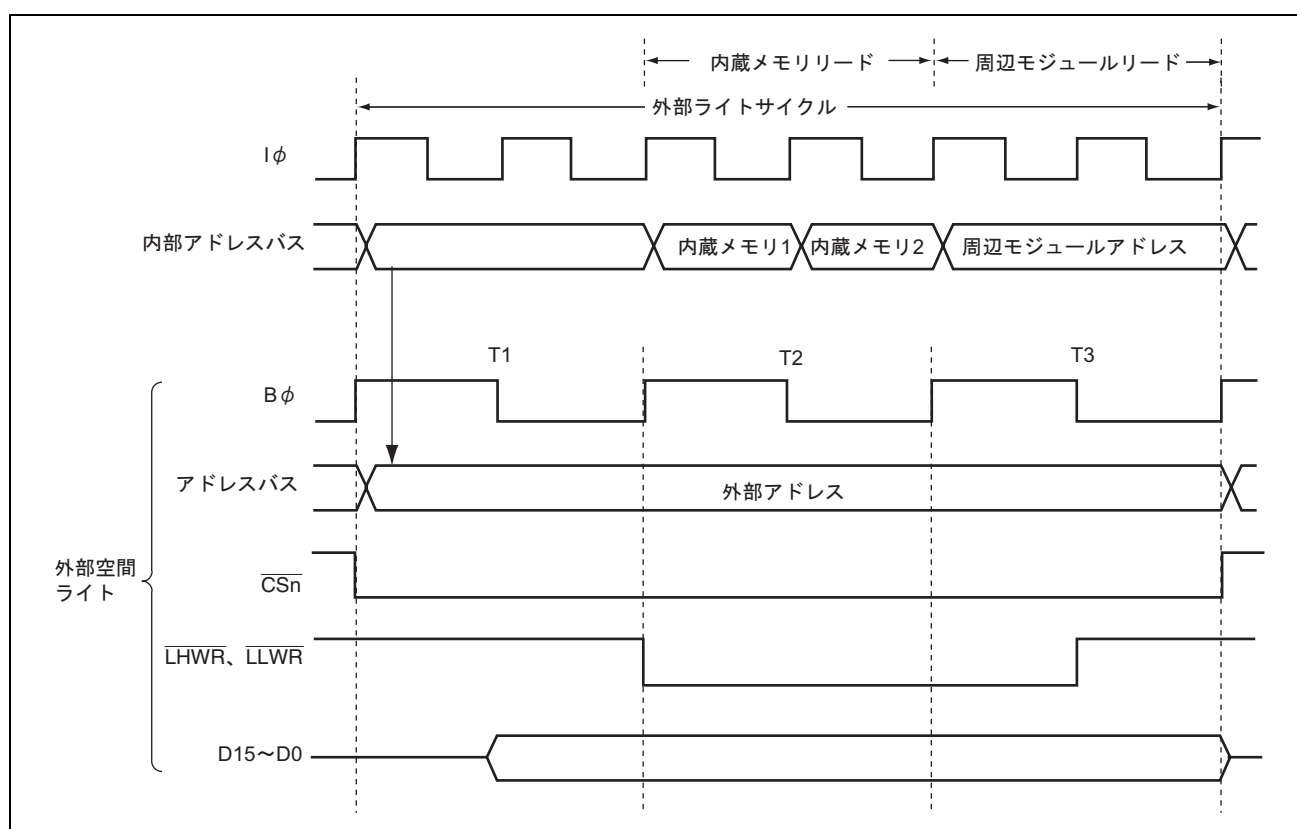 内蔵メモリリード 周辺モジュールリード
外部ライトサイクル
Iφ
内部アドレスバス 内蔵メモリ1 内蔵メモリ2 周辺モジュールアドレス
T1 T2 T3
Bφ
アドレスバス 外部アドレス
外部空間
ライト
CSn
LHWR、LLWR
D15～D0